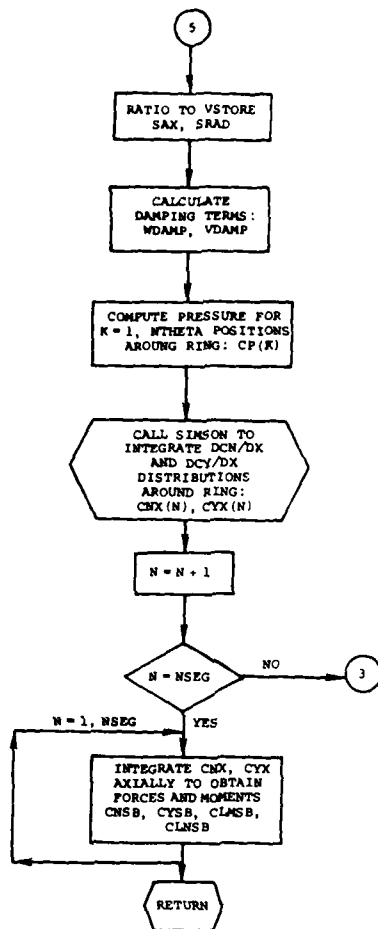 5
RATIO TO VSTORE
SAX, SRAD
CALCULATE
DAMPING TERMS:
WDAMP, VDAMP
COMPUTE PRESSURE FOR
K=1, NTHETA POSITIONS
AROUNG RING: CP(K)
CALL SIMSON TO
INTEGRATE DCN/DX
AND DCY/DX
DISTRIBUTIONS
AROUND RING:
CNX(N), CYX(N)
N = N + 1
N = NSEG
NO
3
N = 1, NSEG
YES
INTEGRATE CNX, CYX
AXIALLY TO OBTAIN
FORCES AND MOMENTS
CNSB, CYSB, CLMSB,
CLNSB
RETURN